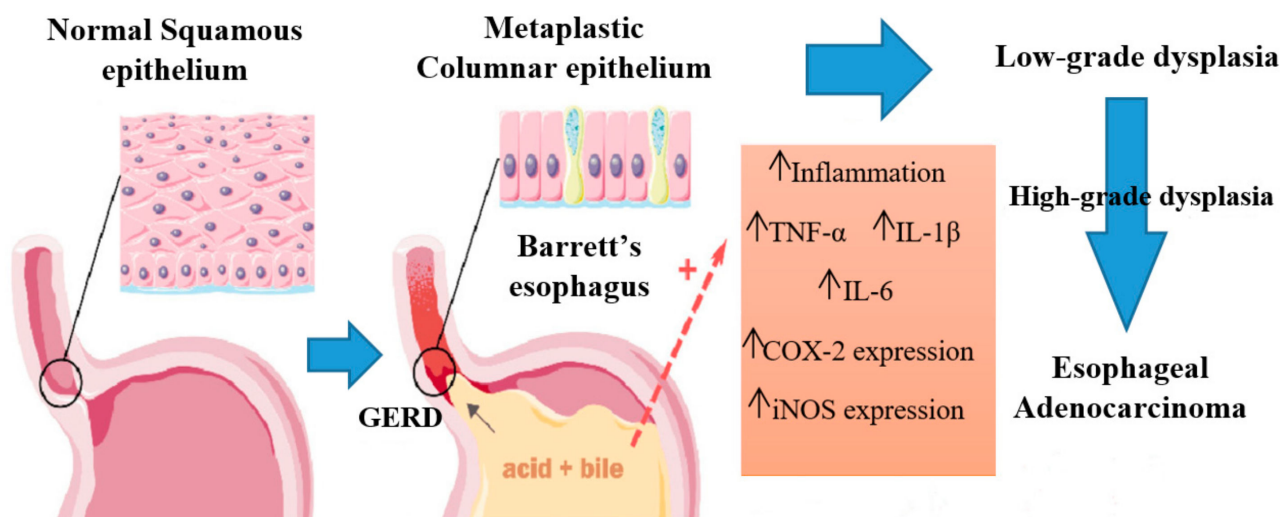 Normal Squamous
epithelium
Metaplastic
Columnar epithelium
Barrett’s
esophagus
+
GERD
acid + bile
↑Inflammation
↑TNF-α ↑IL-1β
↑IL-6
↑COX-2 expression
↑iNOS expression
Low-grade dysplasia
High-grade dysplasia
Esophageal
Adenocarcinoma